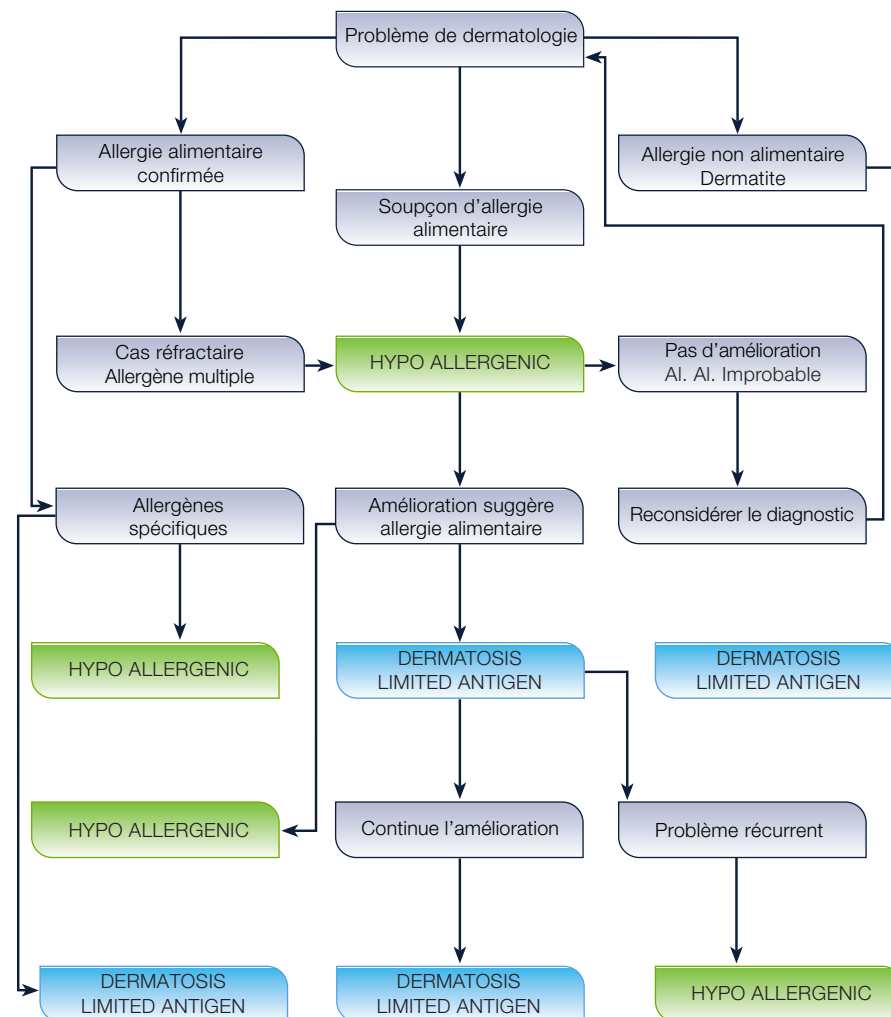 Problème de dermatologie
Allergie alimentaire
confirmée
Allergie non alimentaire
Dermatite
Soupçon d'allergie
alimentaire
Cas réfractaire
Allergène multiple
HYPO ALLERGENIC
Pas d'amélioration
Al. Al. Improbable
Allergènes
spécifiques
Amélioration suggère
allergie alimentaire
Reconsidérer le diagnostic
HYPO ALLERGENIC
DERMATOSIS
LIMITED ANTIGEN
DERMATOSIS
LIMITED ANTIGEN
HYPO ALLERGENIC
Continue l'amélioration
Problème récurrent
DERMATOSIS
LIMITED ANTIGEN
DERMATOSIS
LIMITED ANTIGEN
HYPO ALLERGENIC